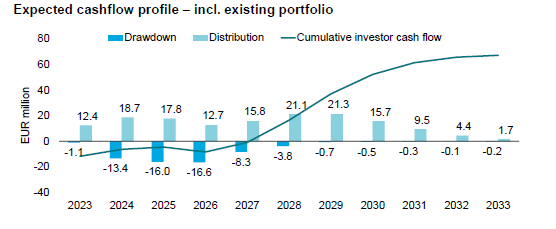 Expected cashflow profile – incl. existing portfolio
80
Drawdown Distribution Cumulative investor cash flow
60
40
20
0
-20
-40
EUR million
12.4 18.7 17.8 12.7 15.8 21.1 21.3 15.7 9.5 4.4 1.7
-1.1 -13.4 -16.0 -16.6 -8.3 -3.8 -0.7 -0.5 -0.3 -0.1 -0.2
2023 2024 2025 2026 2027 2028 2029 2030 2031 2032 2033